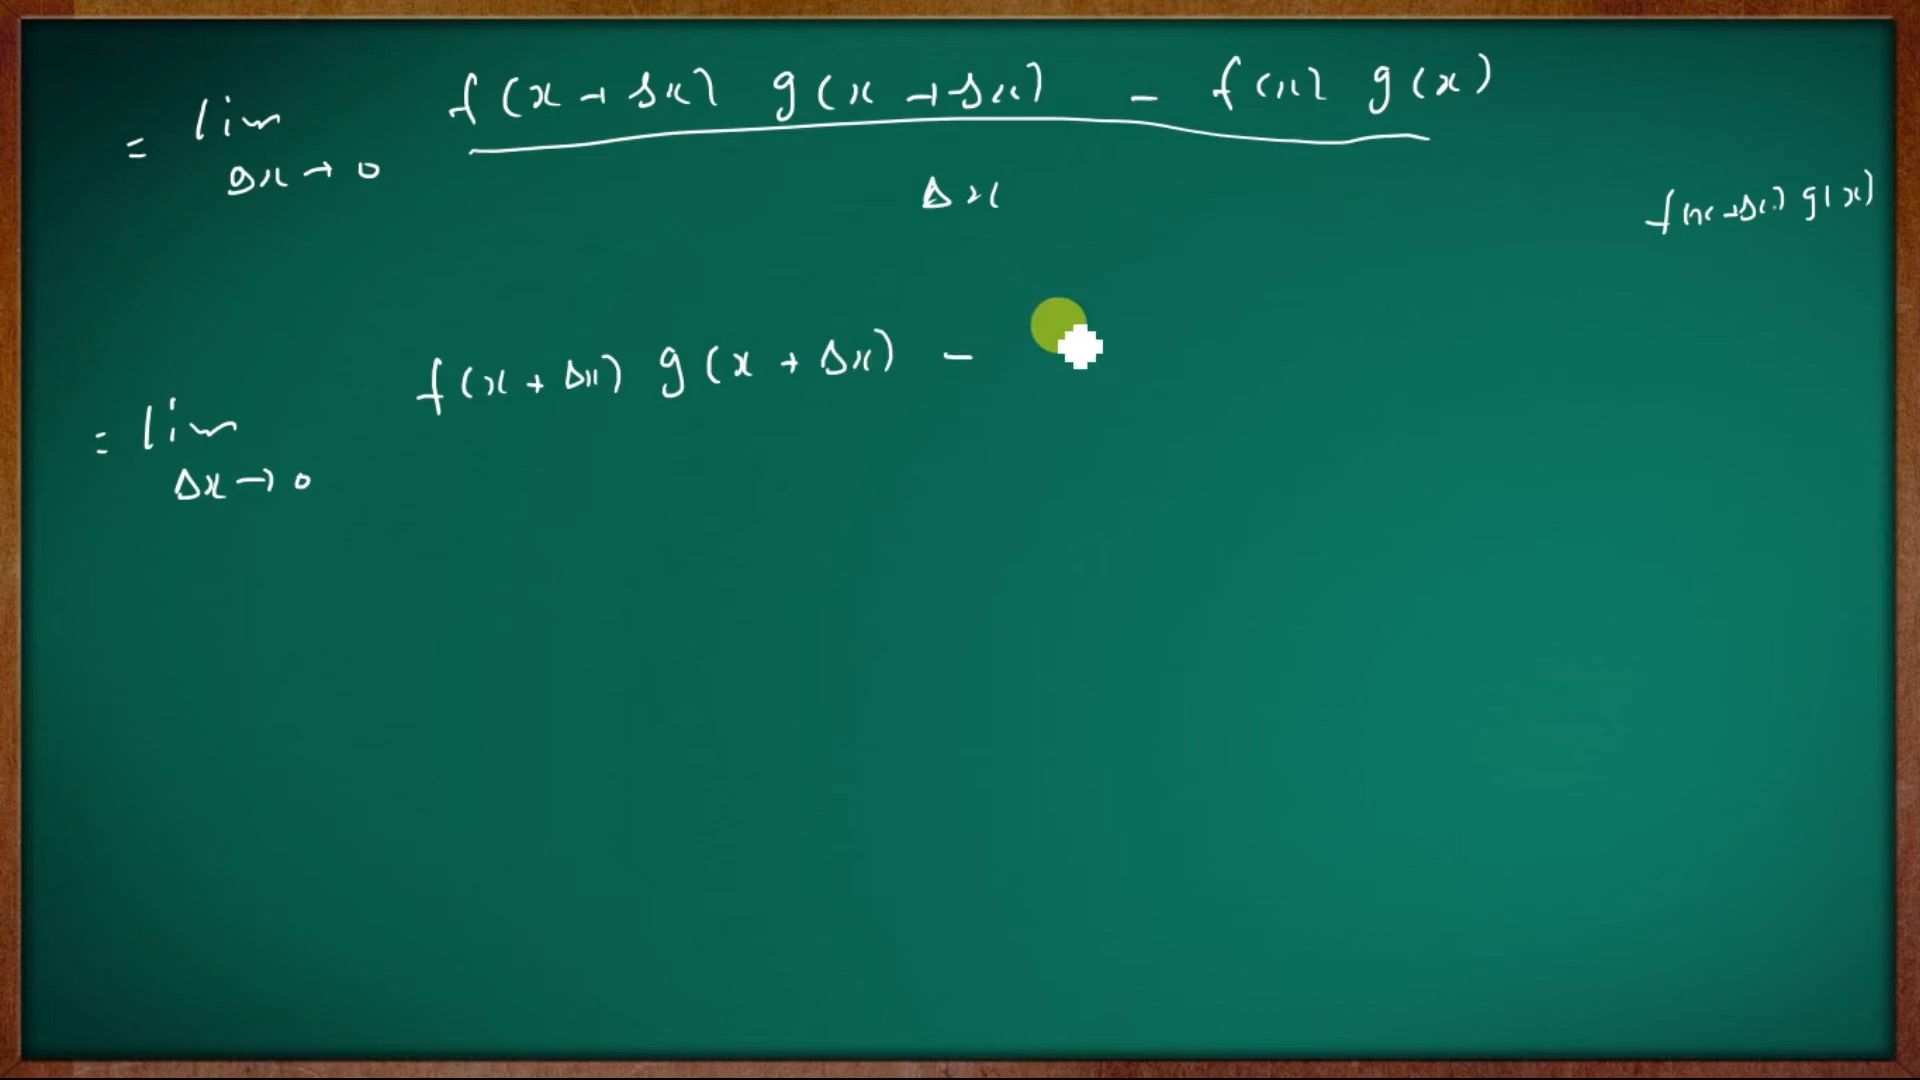 = lim Δx → 0 f(x + Δx) g(x + Δx) - f(x) g(x) / Δx
f(x + Δx) g(x)
= lim Δx → 0 f(x + Δx) g(x + Δx) -